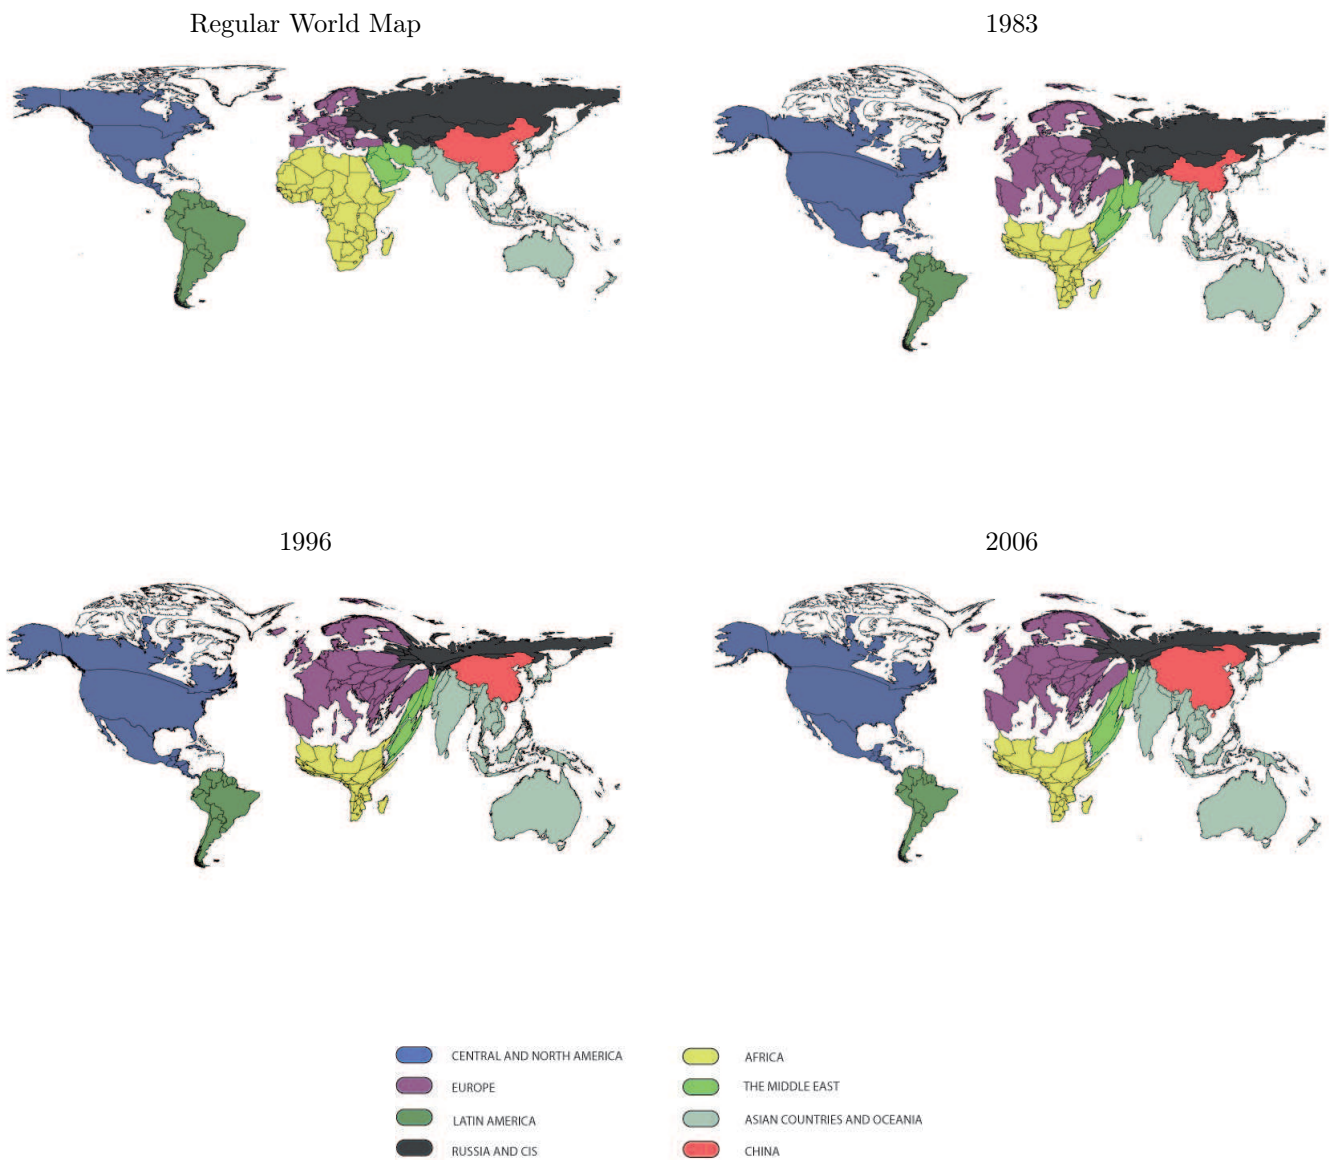 Regular World Map
1983
1996
2006
CENTRAL AND NORTH AMERICA
EUROPE
LATIN AMERICA
RUSSIA AND CIS
AFRICA
THE MIDDLE EAST
ASIAN COUNTRIES AND OCEANIA
CHINA